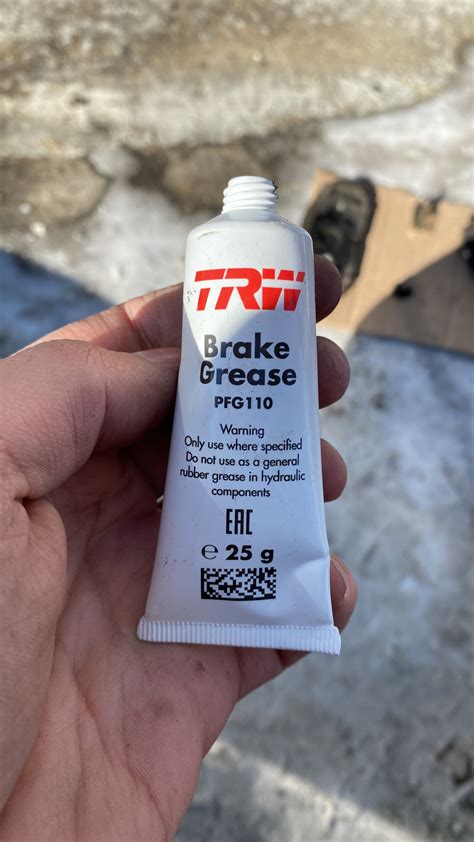 TRW
Brake
Grease
PFG110
Warning
Only use where specified
Do not use as a general
rubber grease in hydraulic
components
EAC
℮ 25 g